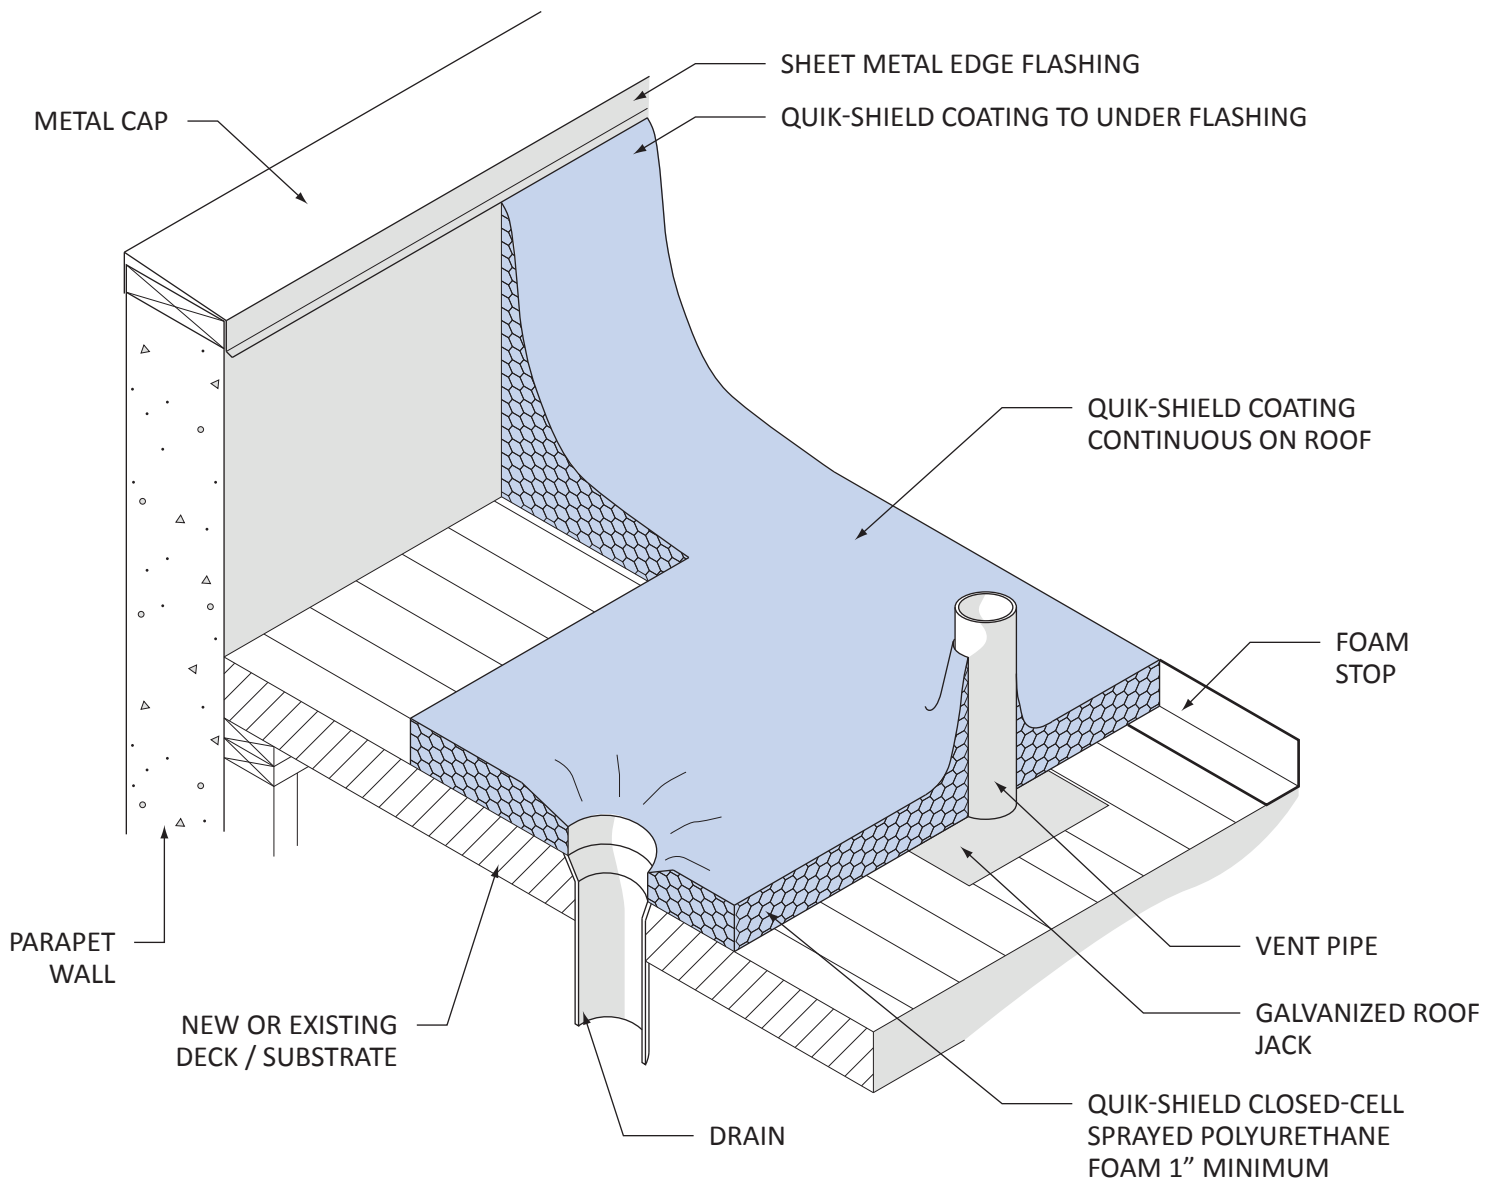 SHEET METAL EDGE FLASHING
QUIK-SHIELD COATING TO UNDER FLASHING
METAL CAP
QUIK-SHIELD COATING
CONTINUOUS ON ROOF
FOAM
STOP
PARAPET
WALL
VENT PIPE
NEW OR EXISTING
DECK / SUBSTRATE
GALVANIZED ROOF
JACK
DRAIN
QUIK-SHIELD CLOSED-CELL
SPRAYED POLYURETHANE
FOAM 1” MINIMUM